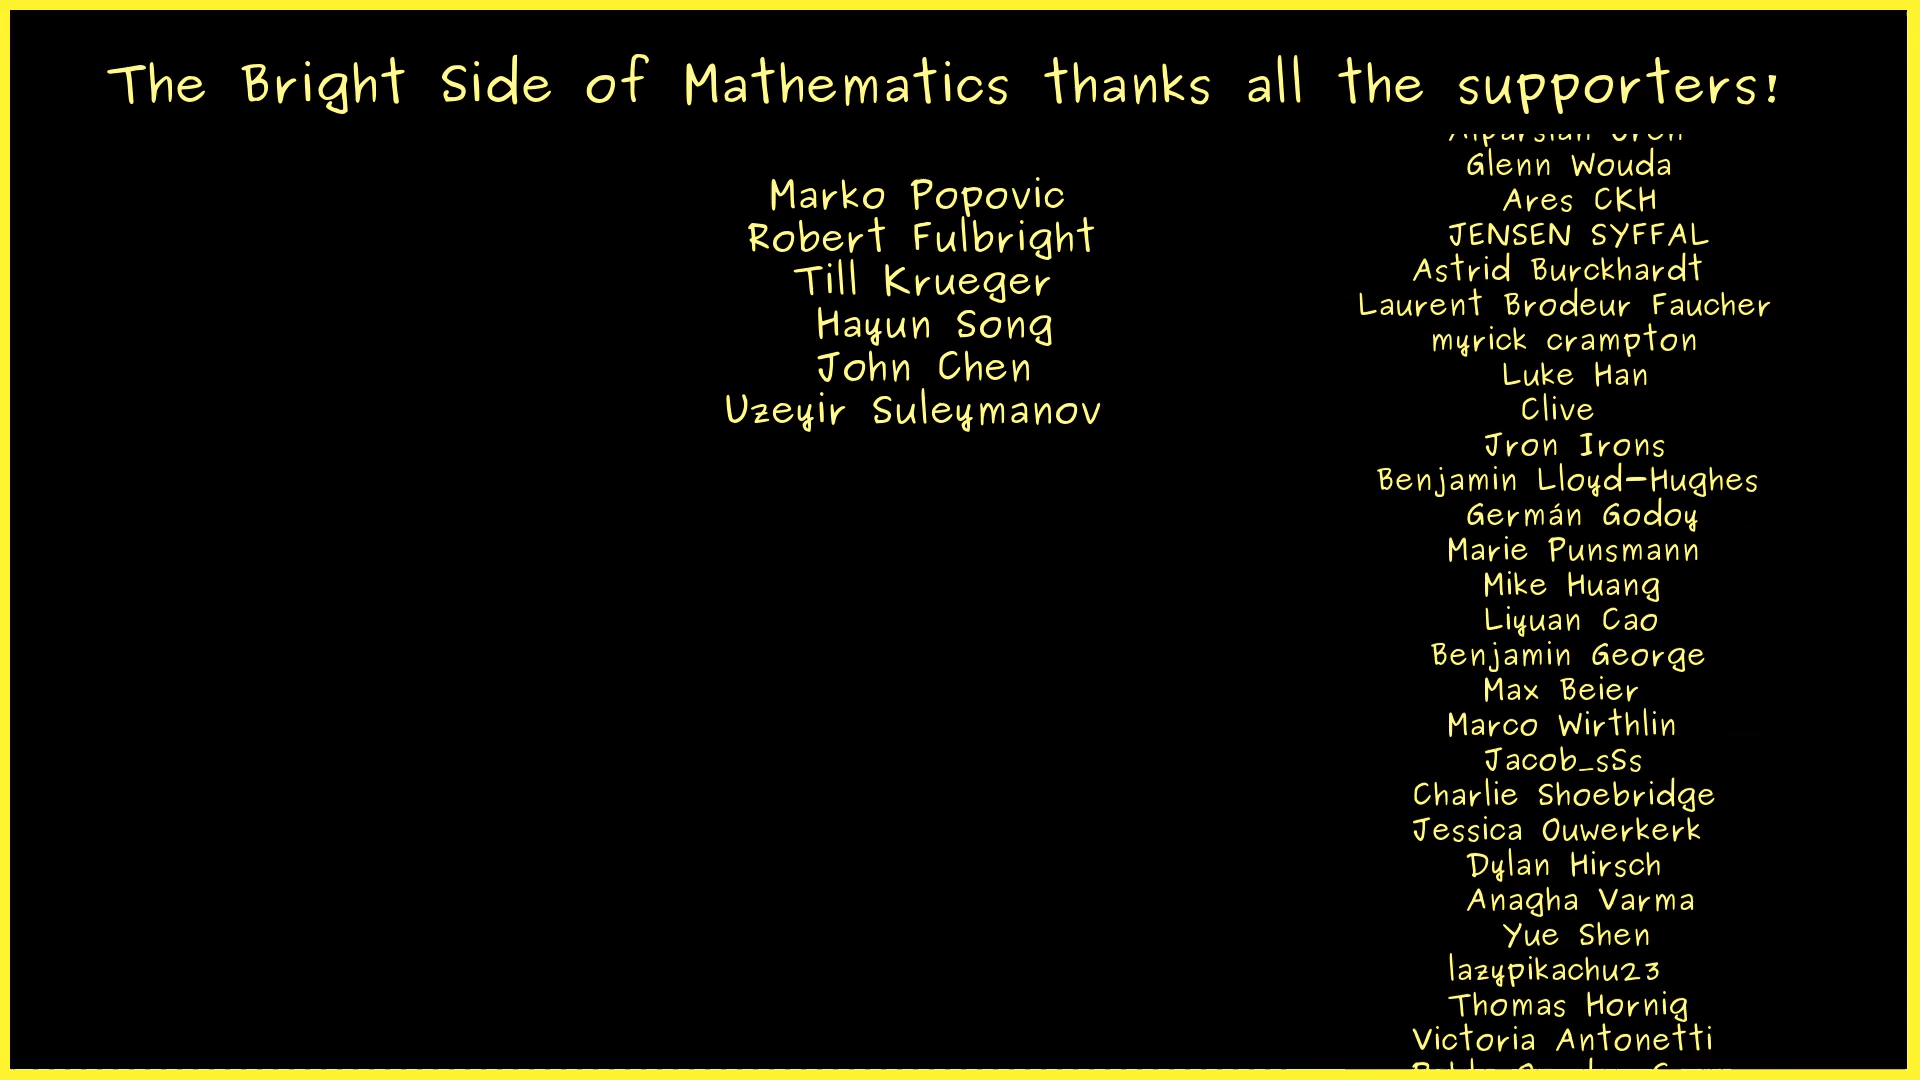 The Bright Side of Mathematics thanks all the supporters!
Marko Popovic
Robert Fulbright
Till Krueger
Hayun Song
John Chen
Uzeyir Suleymanov
Glenn Wouda
Ares CKH
JENSEN SYFFAL
Astrid Burckhardt
Laurent Brodeur Faucher
myrick crampton
Luke Han
Clive
Jron Irons
Benjamin Lloyd-Hughes
Germán Godoy
Marie Punsmann
Mike Huang
Liyuan Cao
Benjamin George
Max Beier
Marco Wirthlin
Jacob_sSs
Charlie Shoebridge
Jessica Ouwerkerk
Dylan Hirsch
Anagha Varma
Yue Shen
lazypikachu23
Thomas Hornig
Victoria Antonetti